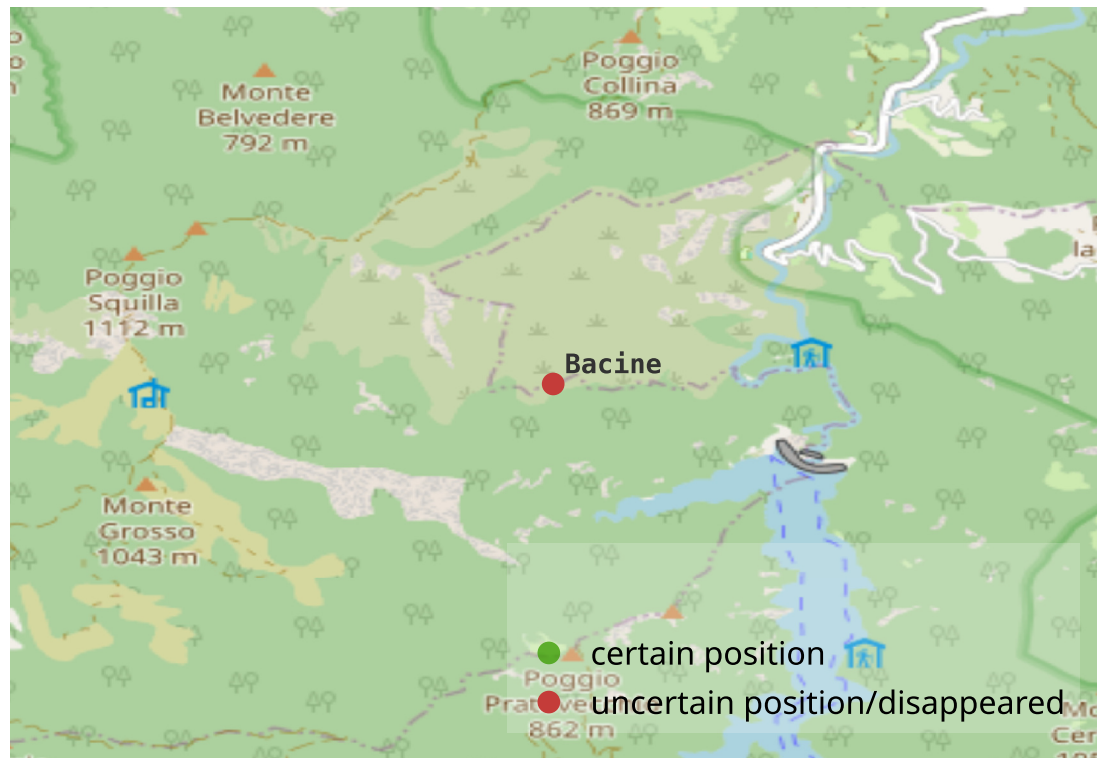 Poggio
Collina
869 m
Monte
Belvedere
792 m
Poggio
Squilla
1112 m
la
Bacine
Monte
Grosso
1043 m
certain position
Poggio
uncertain position/disappeared
862 m